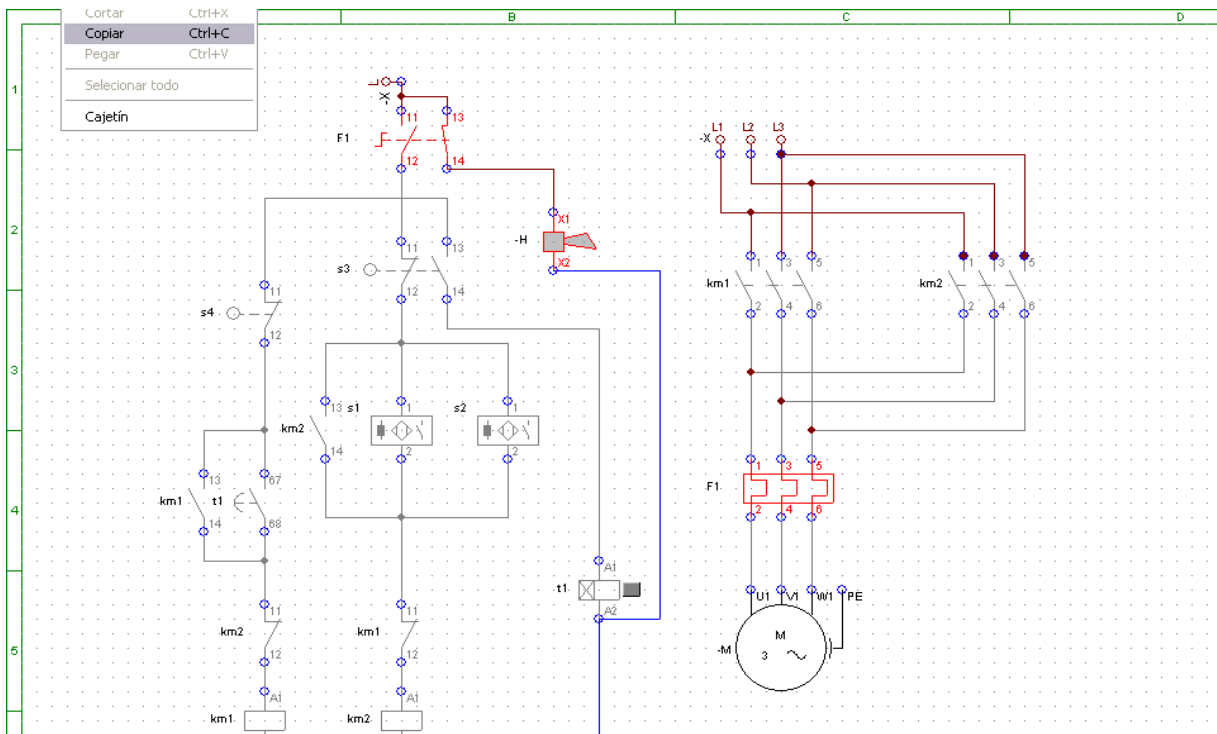 Cortar Ctrl+X
Copiar Ctrl+C
Pegar Ctrl+V
Selecionar todo
Cajetín
B C D
1
2
3
4
5
L
-X
F1 11 13
12 14
X1
-H
X2
s3 11 13
12 14
s4 11
12
km2 13
14
s1 1
2
s2 1
2
km1 13
14
t1 67
68
t1 A1
A2
km2 11
12
km1 11
12
km1 A1
km2 A1
-X L1 L2 L3
km1 1 3 5
2 4 6
km2 1 3 5
2 4 6
F1 1 3 5
2 4 6
U1 V1 W1 PE
-M M
3